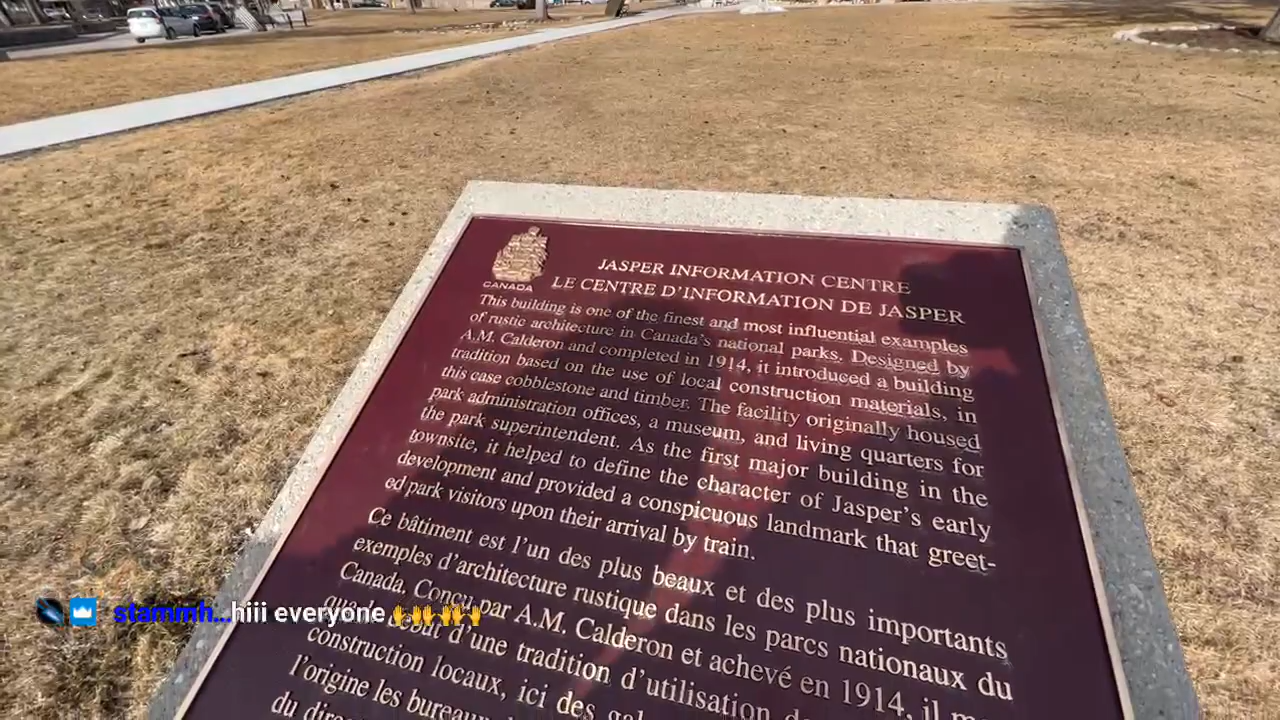 CANADA
JASPER INFORMATION CENTRE
LE CENTRE D'INFORMATION DE JASPER
This building is one of the finest and most influential examples
of rustic architecture in Canada's national parks. Designed by
A.M. Calderon and completed in 1914, it introduced a building
tradition based on the use of local construction materials, in
this case cobblestone and timber. The facility originally housed
park administration offices, a museum, and living quarters for
the park superintendent. As the first major building in the
townsite, it helped to define the character of Jasper's early
development and provided a conspicuous landmark that greet-
ed park visitors upon their arrival by train.
Ce bâtiment est l'un des plus beaux et des plus importants
exemples d'architecture rustique dans les parcs nationaux du
Canada. Conçu par A.M. Calderon et achevé en 1914, il
début d'une tradition d'utilisation
construction locaux, ici des
l'origine les bureaux
du
stammh...hiii everyone🙌🙌🙌